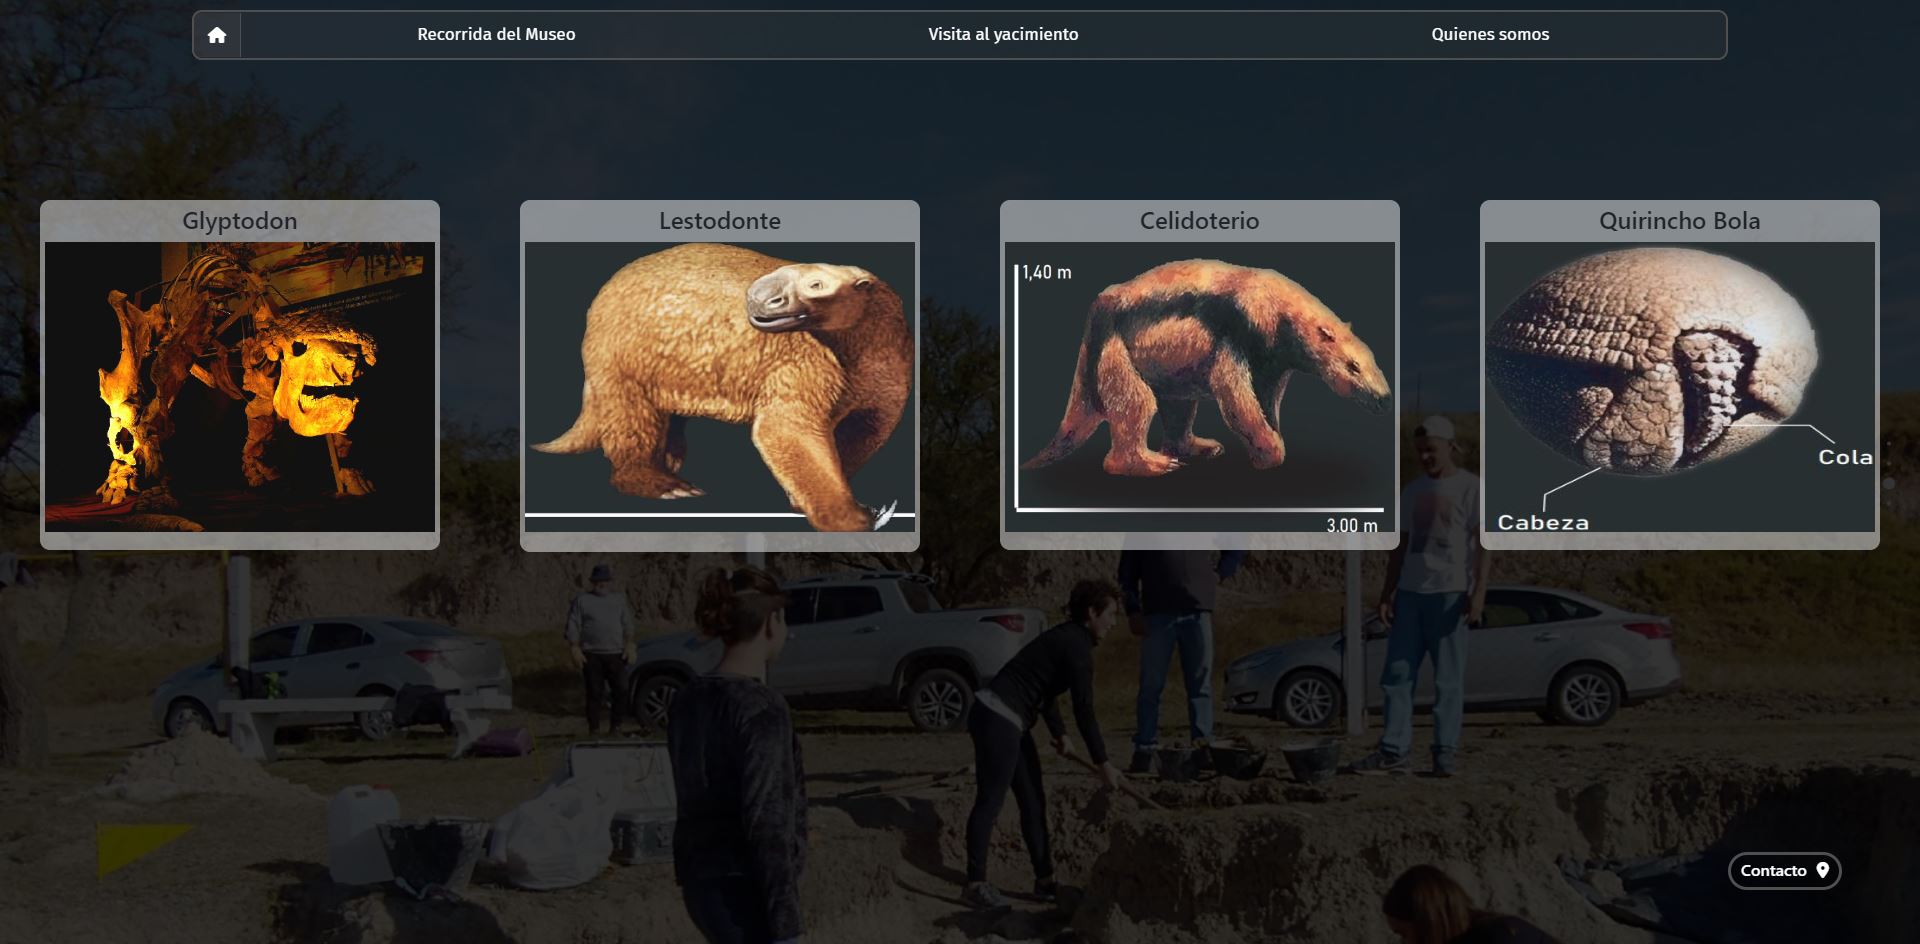 Recorrida del Museo
Visita al yacimiento
Quienes somos
Glyptodon
Lestodonte
Celidoterio
Quirincho Bola
1,40 m
3.00 m
Cola
Cabeza
Contacto